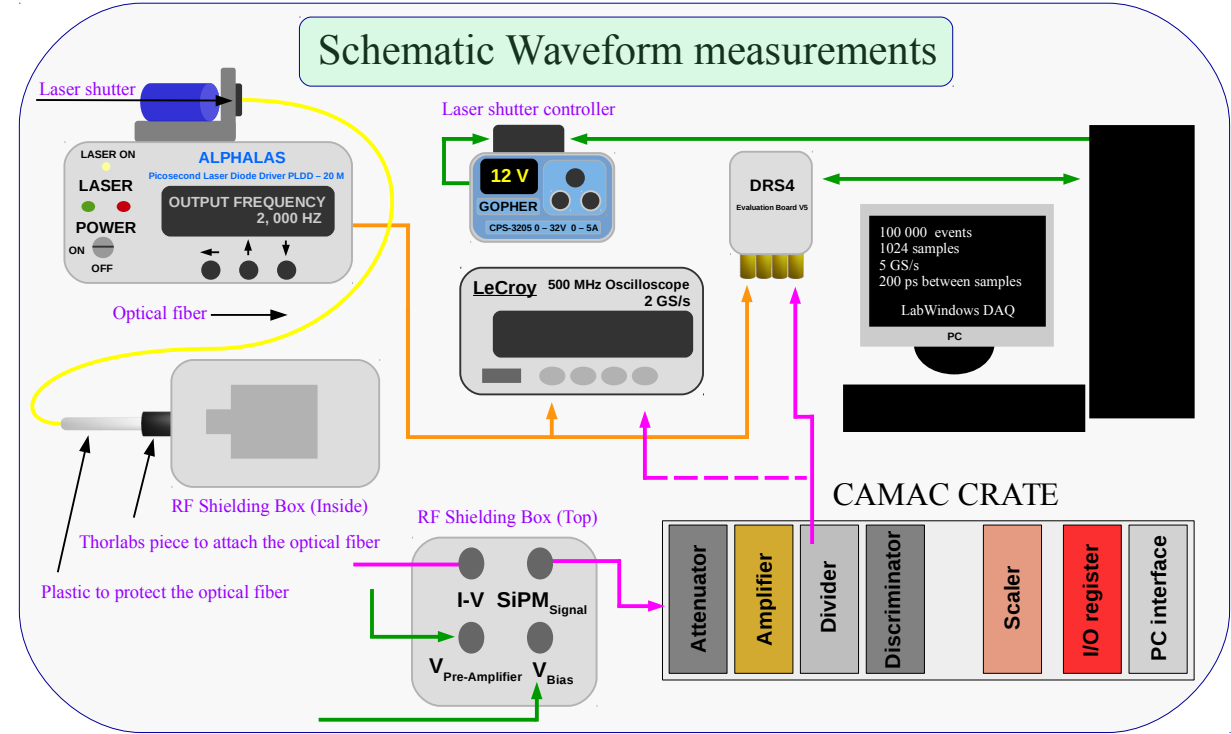 Schematic Waveform measurements
Laser shutter
Laser shutter controller
LASER ON
ALPHALAS
Picosecond Laser Diode Driver PLDD – 20 M
LASER
OUTPUT FREQUENCY
2, 000 HZ
POWER
ON
OFF
12 V
GOPHER
CPS-3205 0 – 32V 0 – 5A
DRS4
Evaluation Board V5
100 000 events
1024 samples
5 GS/s
200 ps between samples
LabWindows DAQ
PC
LeCroy 500 MHz Oscilloscope
2 GS/s
Optical fiber
RF Shielding Box (Inside)
Thorlabs piece to attach the optical fiber
Plastic to protect the optical fiber
RF Shielding Box (Top)
I-V SiPM Signal
V Pre-Amplifier V Bias
CAMAC CRATE
Attenuator
Amplifier
Divider
Discriminator
Scaler
I/O register
PC interface